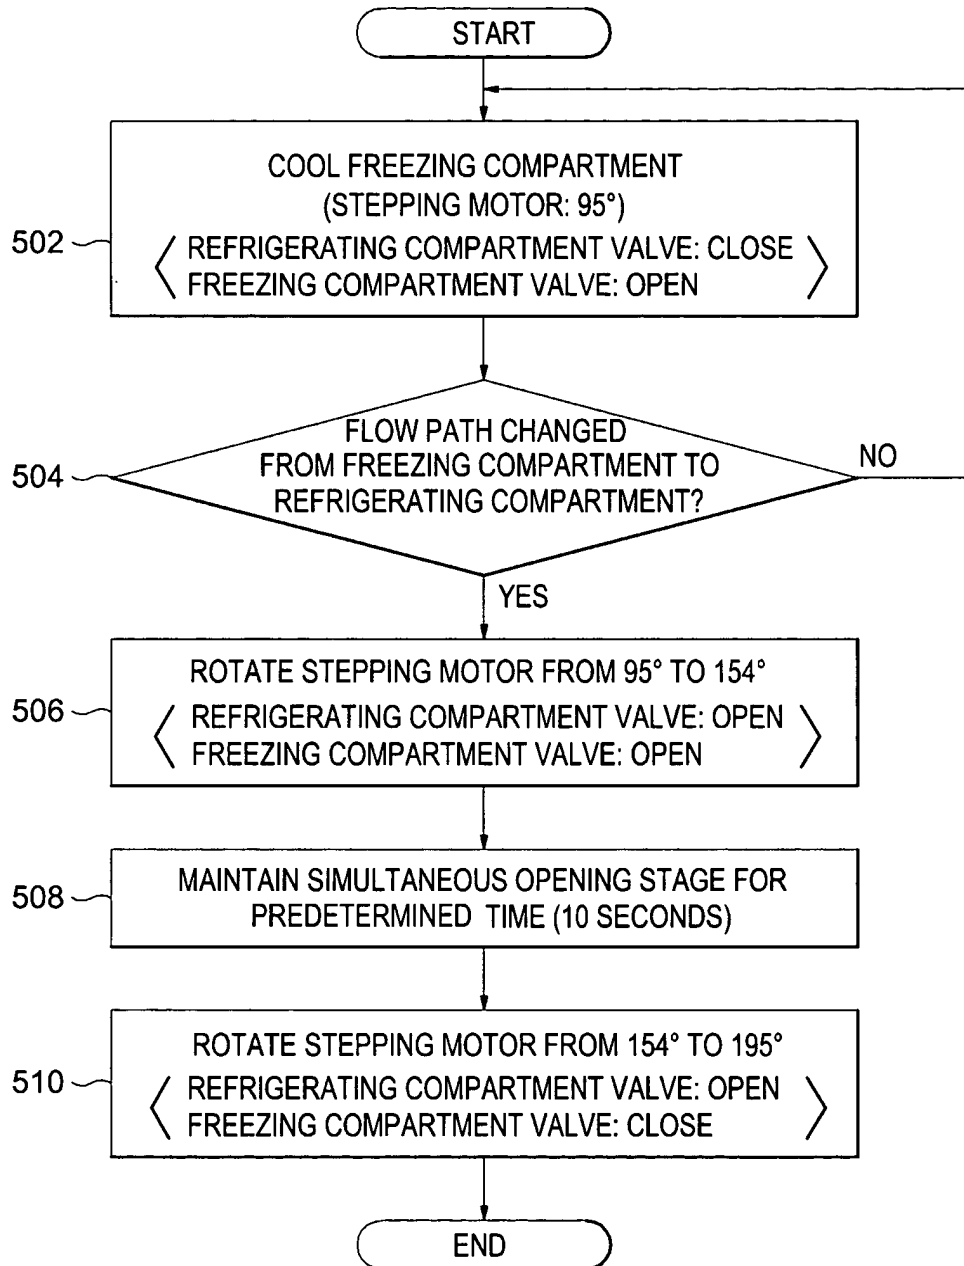 START
COOL FREEZING COMPARTMENT
(STEPPING MOTOR: 95°)
502
REFRIGERATING COMPARTMENT VALVE: CLOSE
FREEZING COMPARTMENT VALVE: OPEN
FLOW PATH CHANGED
504
FROM FREEZING COMPARTMENT TO
NO
REFRIGERATING COMPARTMENT?
YES
ROTATE STEPPING MOTOR FROM 95° TO 154°
506
REFRIGERATING COMPARTMENT VALVE: OPEN
FREEZING COMPARTMENT VALVE: OPEN
508
MAINTAIN SIMULTANEOUS OPENING STAGE FOR
PREDETERMINED TIME (10 SECONDS)
ROTATE STEPPING MOTOR FROM 154° TO 195°
510
REFRIGERATING COMPARTMENT VALVE: OPEN
FREEZING COMPARTMENT VALVE: CLOSE
END